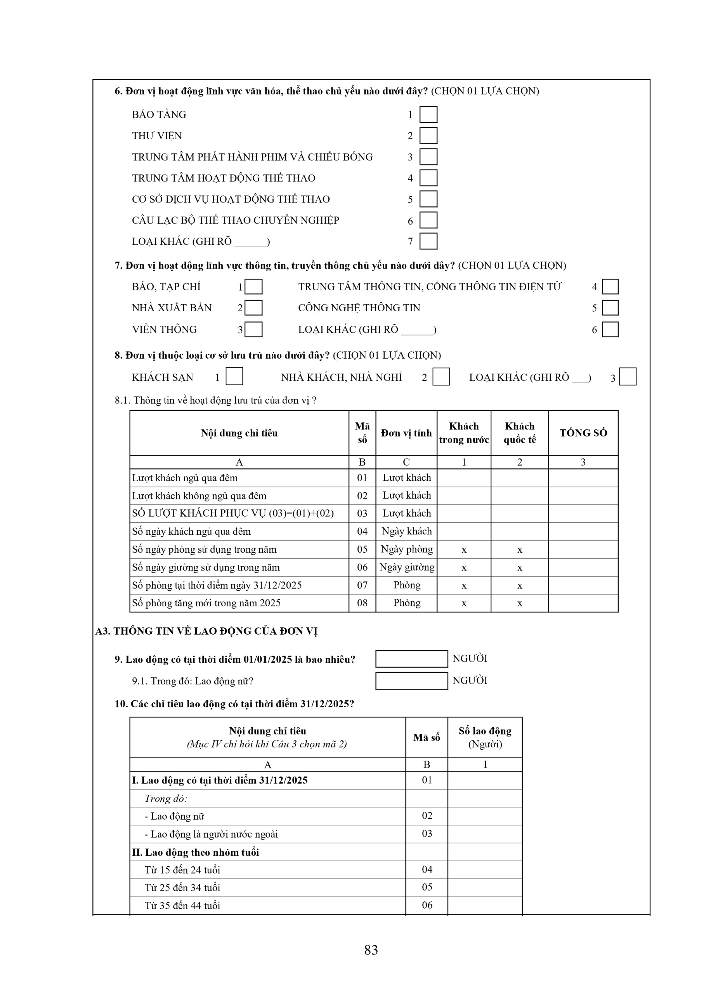 6. Đơn vị hoạt động lĩnh vực văn hóa, thể thao chủ yếu nào dưới đây? (CHỌN 01 LỰA CHỌN)
BẢO TÀNG 1
THƯ VIỆN 2
TRUNG TÂM PHÁT HÀNH PHIM VÀ CHIẾU BÓNG 3
TRUNG TÂM HOẠT ĐỘNG THỂ THAO 4
CƠ SỞ DỊCH VỤ HOẠT ĐỘNG THỂ THAO 5
CÂU LẠC BỘ THỂ THAO CHUYÊN NGHIỆP 6
LOẠI KHÁC (GHI RÕ ______) 7
7. Đơn vị hoạt động lĩnh vực thông tin, truyền thông chủ yếu nào dưới đây? (CHỌN 01 LỰA CHỌN)
BÁO, TẠP CHÍ 1 TRUNG TÂM THÔNG TIN, CỔNG THÔNG TIN ĐIỆN TỬ 4
NHÀ XUẤT BẢN 2 CÔNG NGHỆ THÔNG TIN 5
VIỄN THÔNG 3 LOẠI KHÁC (GHI RÕ ______) 6
8. Đơn vị thuộc loại cơ sở lưu trú nào dưới đây? (CHỌN 01 LỰA CHỌN)
KHÁCH SẠN 1 NHÀ KHÁCH, NHÀ NGHỈ 2 LOẠI KHÁC (GHI RÕ ___) 3
8.1. Thông tin về hoạt động lưu trú của đơn vị ?
Nội dung chỉ tiêu Mã số Đơn vị tính Khách trong nước Khách quốc tế TỔNG SỐ
A B C 1 2 3
Lượt khách ngủ qua đêm 01 Lượt khách
Lượt khách không ngủ qua đêm 02 Lượt khách
SỐ LƯỢT KHÁCH PHỤC VỤ (03)=(01)+(02) 03 Lượt khách
Số ngày khách ngủ qua đêm 04 Ngày khách
Số ngày phòng sử dụng trong năm 05 Ngày phòng x x
Số ngày giường sử dụng trong năm 06 Ngày giường x x
Số phòng tại thời điểm ngày 31/12/2025 07 Phòng x x
Số phòng tăng mới trong năm 2025 08 Phòng x x
A3. THÔNG TIN VỀ LAO ĐỘNG CỦA ĐƠN VỊ
9. Lao động có tại thời điểm 01/01/2025 là bao nhiêu? NGƯỜI
9.1. Trong đó: Lao động nữ? NGƯỜI
10. Các chỉ tiêu lao động có tại thời điểm 31/12/2025?
Nội dung chỉ tiêu Mã số Số lao động
(Mục IV chỉ hỏi khi Câu 3 chọn mã 2) (Người)
A B 1
I. Lao động có tại thời điểm 31/12/2025 01
Trong đó:
- Lao động nữ 02
- Lao động là người nước ngoài 03
II. Lao động theo nhóm tuổi
Từ 15 đến 24 tuổi 04
Từ 25 đến 34 tuổi 05
Từ 35 đến 44 tuổi 06
83